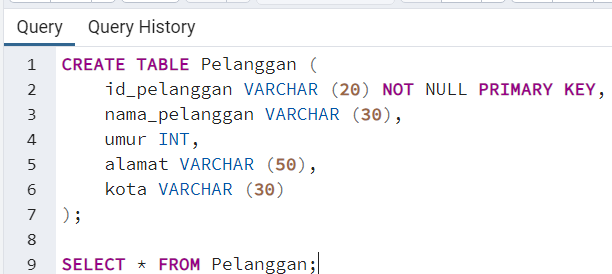 Query Query History
1 CREATE TABLE Pelanggan (
2 id_pelanggan VARCHAR (20) NOT NULL PRIMARY KEY,
3 nama_pelanggan VARCHAR (30),
4 umur INT,
5 alamat VARCHAR (50),
6 kota VARCHAR (30)
7 );
8
9 SELECT * FROM Pelanggan;